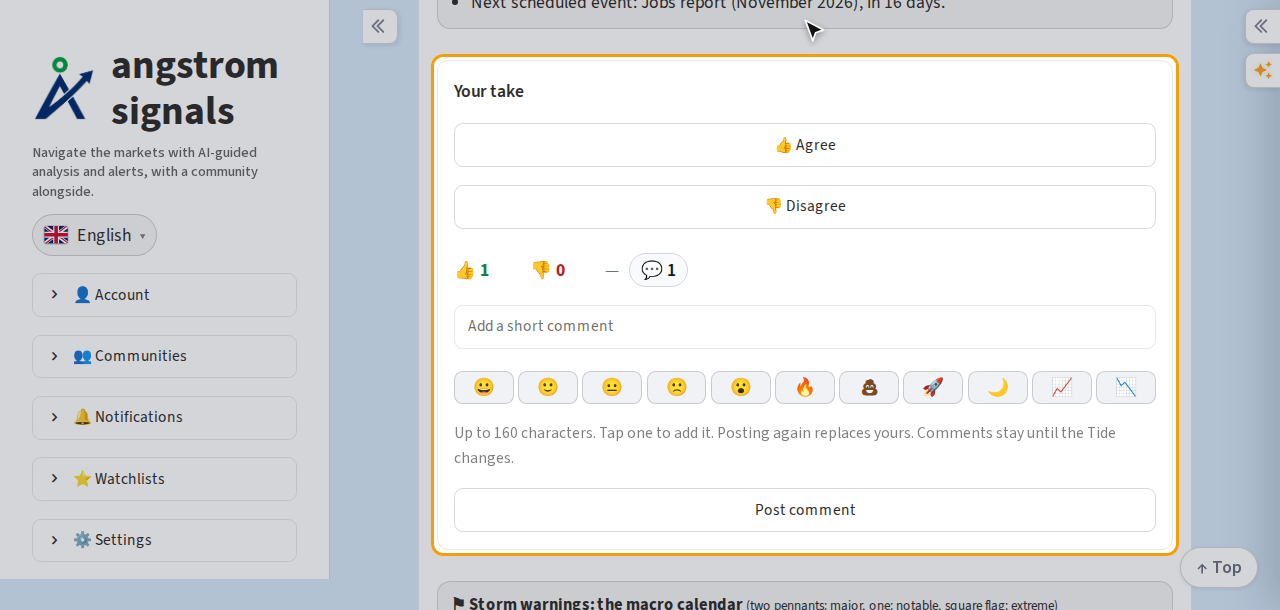 Next scheduled event: Jobs report (November 2026), in 16 days.
angstrom
signals
Navigate the markets with AI-guided
analysis and alerts, with a community
alongside.
English
Account
Communities
Notifications
Watchlists
Settings
Your take
👍 Agree
👎 Disagree
👍 1 👎 0 — 💬 1
Add a short comment
Up to 160 characters. Tap one to add it. Posting again replaces yours. Comments stay until the Tide
changes.
Post comment
↑ Top
Storm warnings: the macro calendar (two pennants: major, one: notable, square flag: extreme)